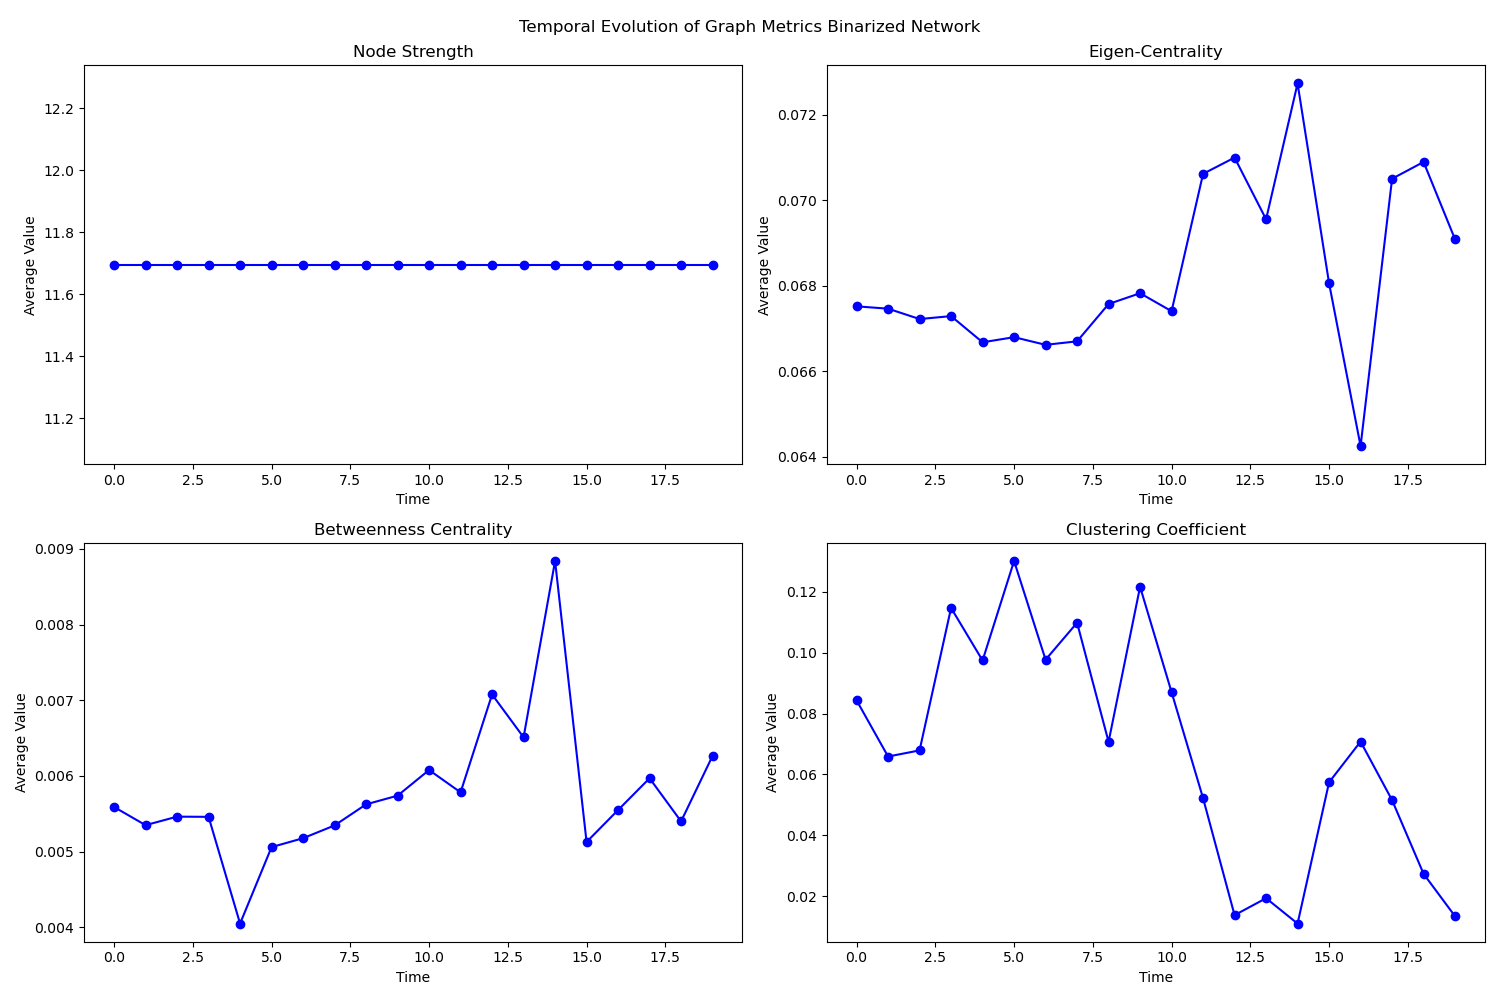 Temporal Evolution of Graph Metrics Binarized Network
Node Strength
12.2
12.0
11.8
11.6
11.4
11.2
Average Value
0.0 2.5 5.0 7.5 10.0 12.5 15.0 17.5
Time
Eigen-Centrality
0.072
0.070
0.068
0.066
0.064
Average Value
0.0 2.5 5.0 7.5 10.0 12.5 15.0 17.5
Time
Betweenness Centrality
0.009
0.008
0.007
0.006
0.005
0.004
Average Value
0.0 2.5 5.0 7.5 10.0 12.5 15.0 17.5
Time
Clustering Coefficient
0.12
0.10
0.08
0.06
0.04
0.02
Average Value
0.0 2.5 5.0 7.5 10.0 12.5 15.0 17.5
Time